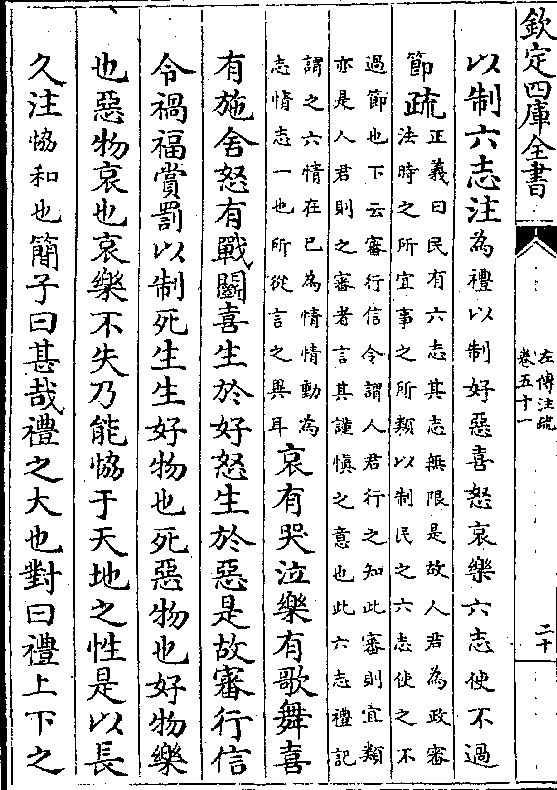 欽定四庫全書
左傳注疏
卷五十一
二十
以制六志注為禮以制好惡喜怒哀樂六志使不過
節疏正義曰民有六志其志無限是故人君為政審
法時之所宜事之所類以制民之六志使之不
過節也下云審行信令謂人君行之知此審則宜類
亦是人君則之審者言其謹慎之意也此六志禮記
謂之六情在已為情情動為
志情志一也所從言之異耳
哀有哭泣樂有歌舞喜
有施舍怒有戰鬭喜生於好怒生於惡是故審行信
令禍福賞罰以制死生生好物也死惡物也好物樂
也惡物哀也哀樂不失乃能恊于天地之性是以長
久注恊和也簡子曰甚哉禮之大也對曰禮上下之